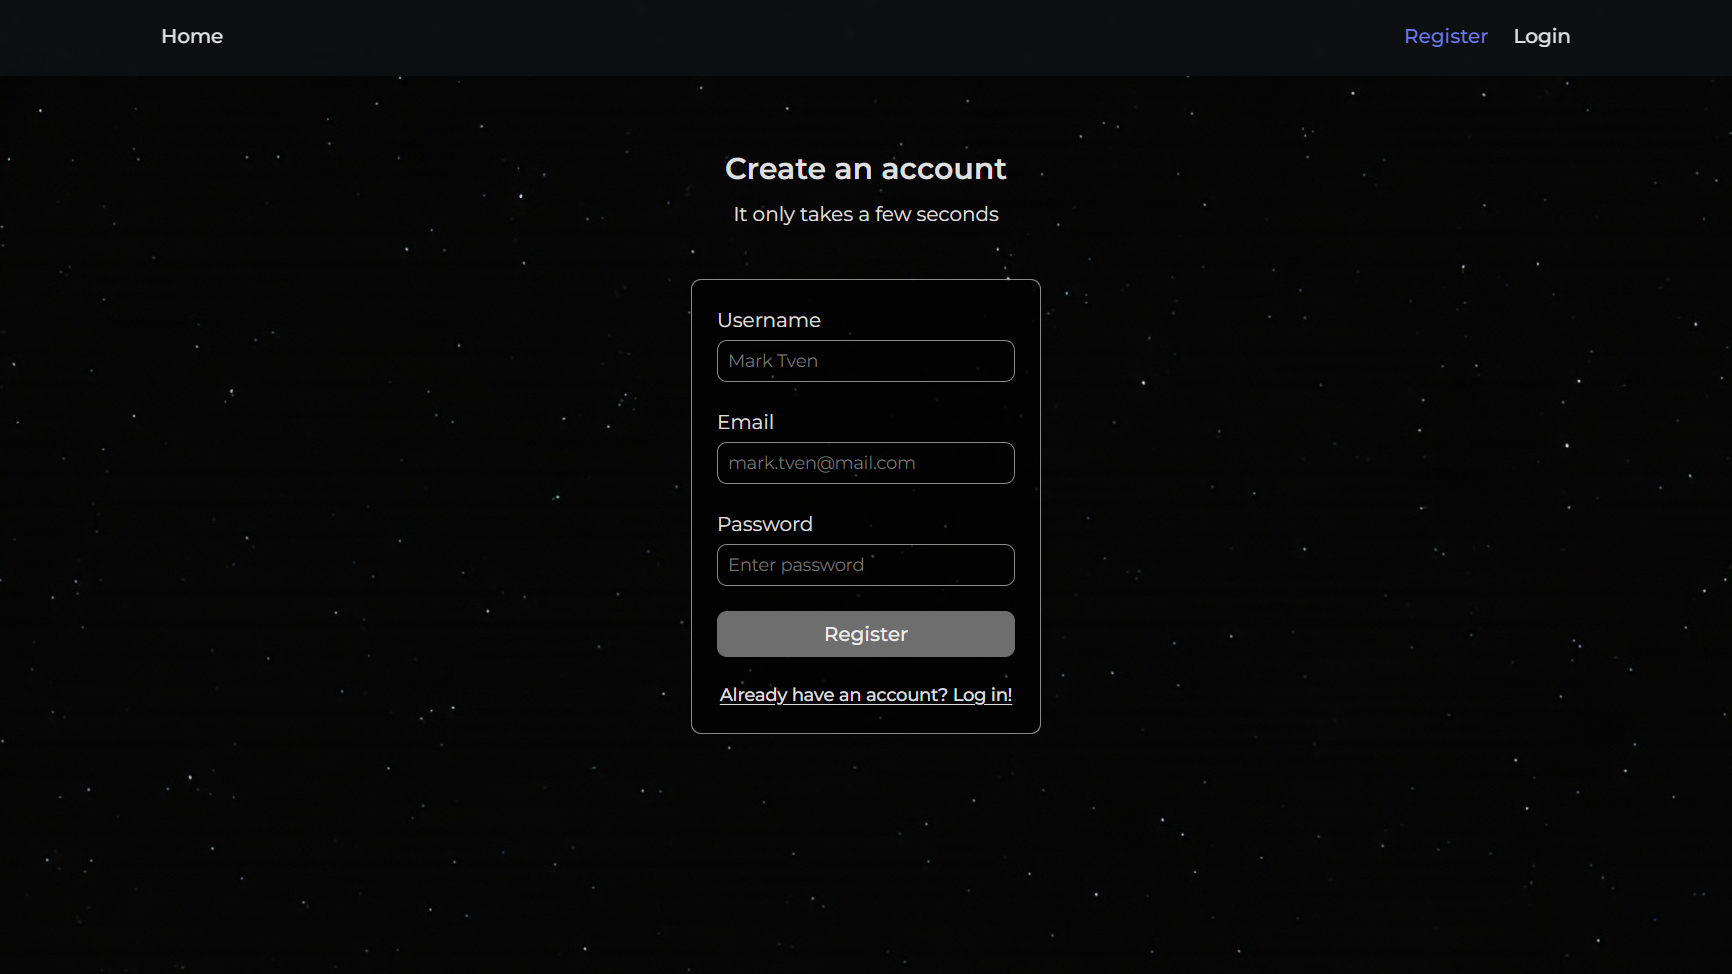 Home Register Login
Create an account
It only takes a few seconds
Username
Mark Tven
Email
mark.tven@mail.com
Password
Enter password
Register
Already have an account? Log in!